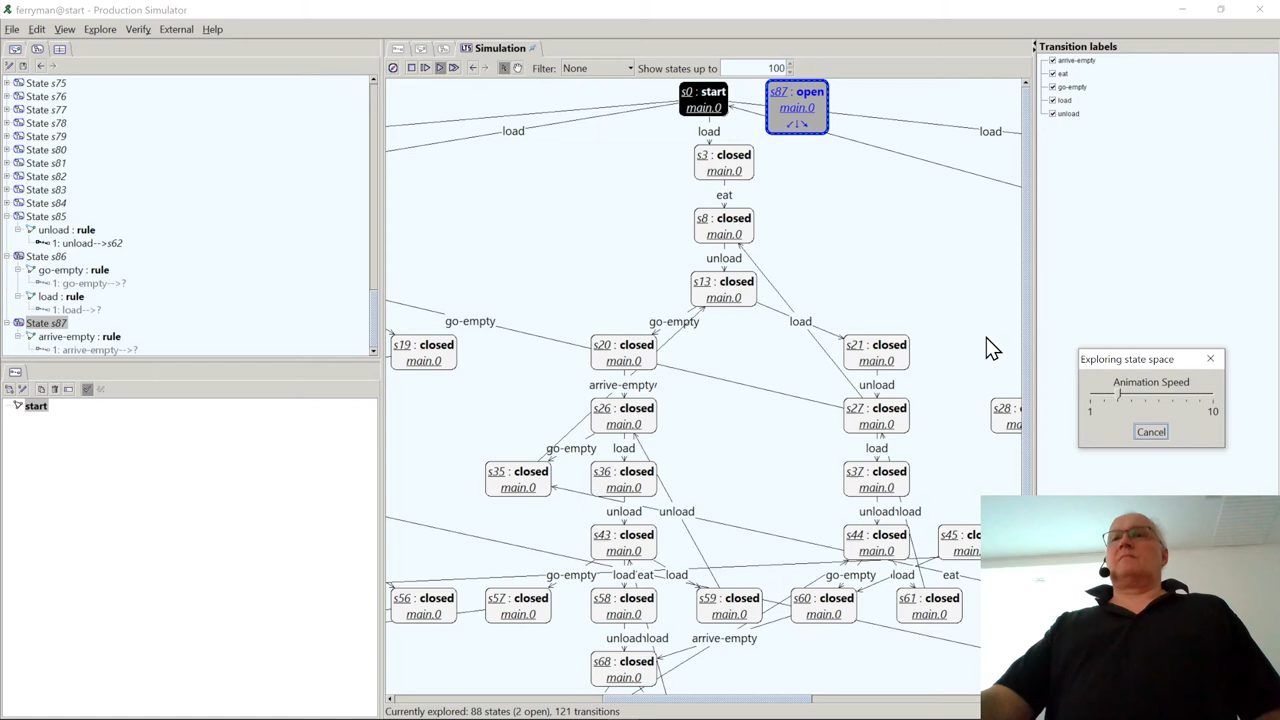 ferryman@start - Production Simulator
File Edit View Explore Verify External Help
State s75
State s76
State s77
State s78
State s79
State s80
State s81
State s82
State s83
State s84
State s85
unload : rule
1: unload-->s62
State s86
go-empty : rule
1: go-empty-->?
load : rule
1: load-->?
State s87
arrive-empty : rule
1: arrive-empty-->?
start
LTS Simulation
Filter: None Show states up to 100
s0 : start
main.0
s87 : open
main.0
load
load
load
s3 : closed
main.0
eat
s8 : closed
main.0
unload
s13 : closed
main.0
go-empty
go-empty
load
s19 : closed
main.0
s20 : closed
main.0
s21 : closed
main.0
arrive-empty
unload
s26 : closed
main.0
s27 : closed
main.0
s28 :
go-empty
load
load
s35 : closed
main.0
s36 : closed
main.0
s37 : closed
main.0
unload
unload
unload
load
s43 : closed
main.0
s44 : closed
main.0
s45 : clo
go-empty
load
eat
load
go-empty
load
eat
s56 : closed
main.0
s57 : closed
main.0
s58 : closed
main.0
s59 : closed
main.0
s60 : closed
main.0
s61 : closed
main.0
unload
load
arrive-empty
s68 : closed
main.0
Currently explored: 88 states (2 open), 121 transitions
Transition labels
arrive-empty
eat
go-empty
load
unload
Exploring state space
Animation Speed
1 10
Cancel